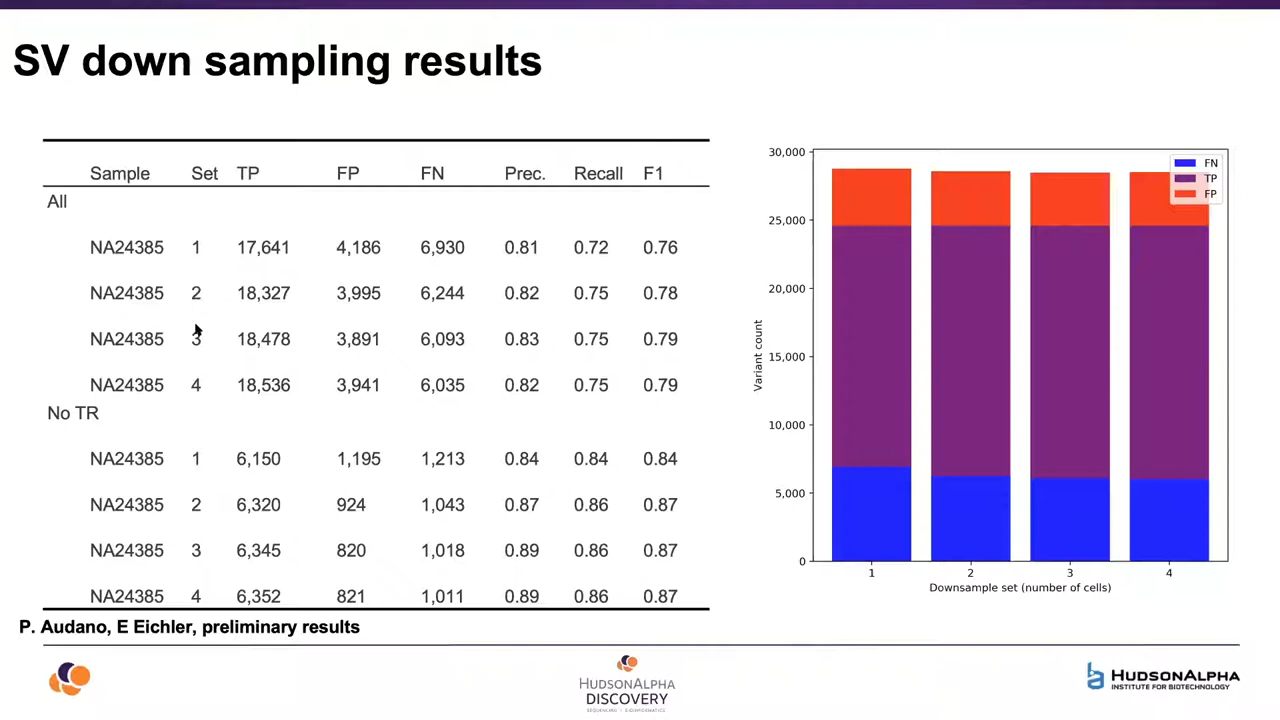 SV down sampling results
Sample Set TP FP FN Prec. Recall F1
All
NA24385 1 17,641 4,186 6,930 0.81 0.72 0.76
NA24385 2 18,327 3,995 6,244 0.82 0.75 0.78
NA24385 3 18,478 3,891 6,093 0.83 0.75 0.79
NA24385 4 18,536 3,941 6,035 0.82 0.75 0.79
No TR
NA24385 1 6,150 1,195 1,213 0.84 0.84 0.84
NA24385 2 6,320 924 1,043 0.87 0.86 0.87
NA24385 3 6,345 820 1,018 0.89 0.86 0.87
NA24385 4 6,352 821 1,011 0.89 0.86 0.87
P. Audano, E Eichler, preliminary results
30,000
25,000
20,000
15,000
10,000
5,000
0
Variant count
FN
TP
FP
1 2 3 4
Downsample set (number of cells)
HUDSONALPHA
DISCOVERY
SEQUENCING • BIOINFORMATICS
HUDSONALPHA
INSTITUTE FOR BIOTECHNOLOGY